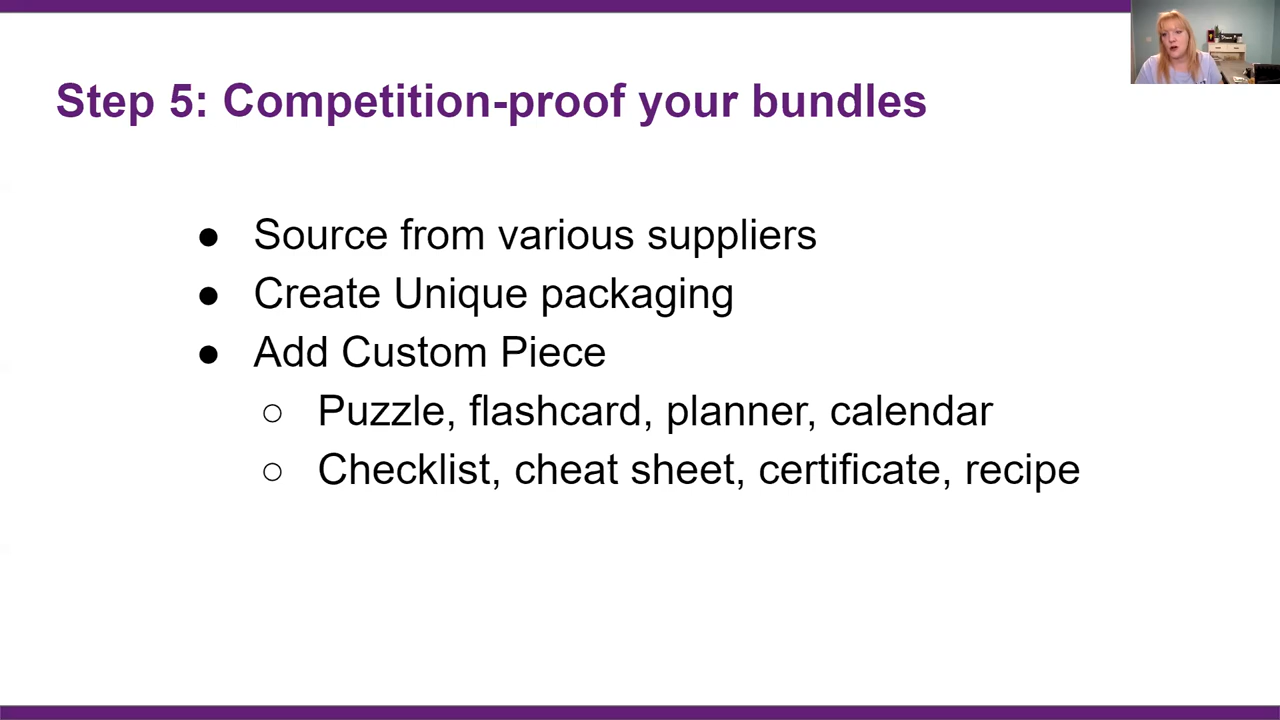 Step 5: Competition-proof your bundles
● Source from various suppliers
● Create Unique packaging
● Add Custom Piece
○ Puzzle, flashcard, planner, calendar
○ Checklist, cheat sheet, certificate, recipe